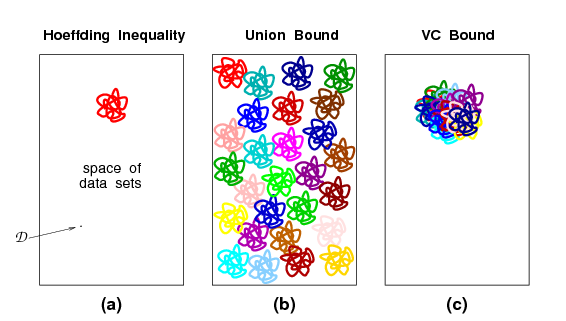 Hoeffding Inequality
Union Bound
VC Bound
space of
data sets
𝒟
(a)
(b)
(c)